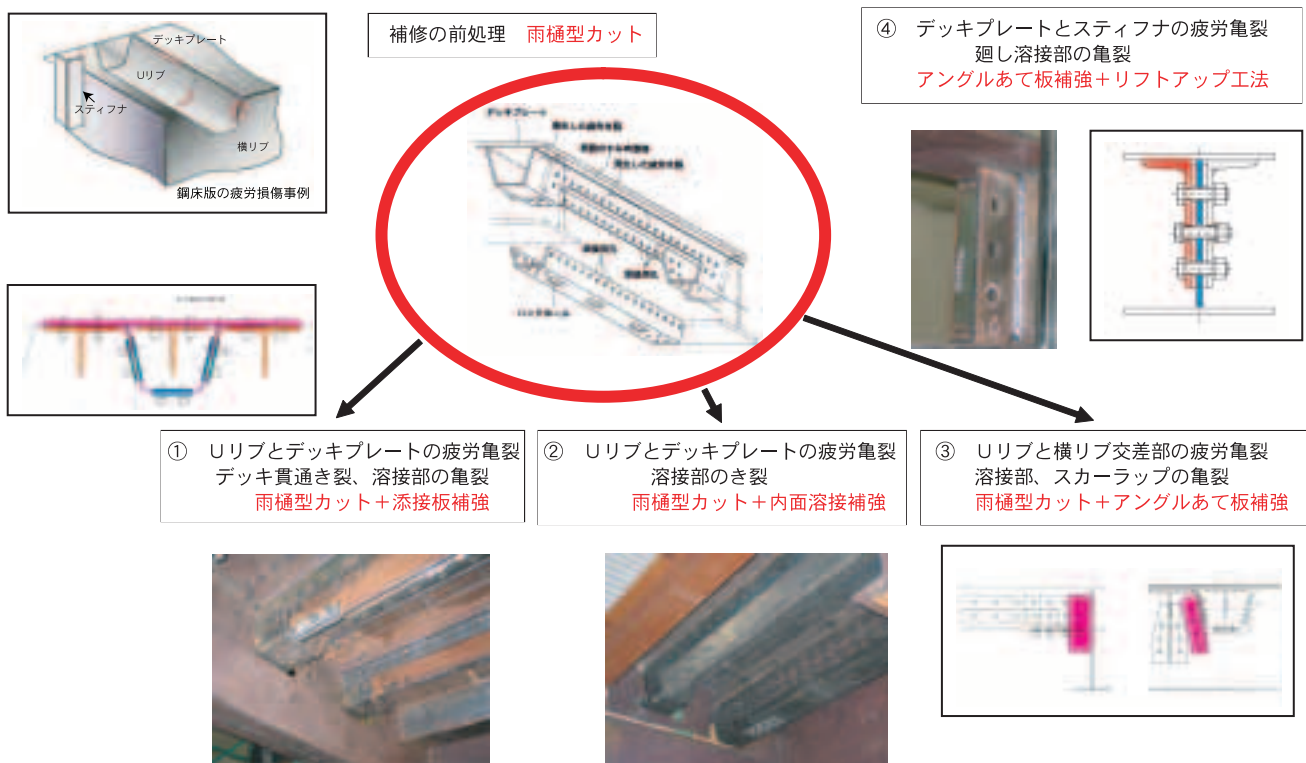 デッキプレート
Uリブ
スティフナ
横リブ
鋼床版の疲労損傷事例
補修の前処理　雨樋型カット
④　デッキプレートとスティフナの疲労亀裂
廻し溶接部の亀裂
アングルあて板補強＋リフトアップ工法
デッキプレート
①　Uリブとデッキプレートの疲労亀裂
デッキ貫通き裂、溶接部の亀裂
雨樋型カット＋添接板補強
②　Uリブとデッキプレートの疲労亀裂
溶接部のき裂
雨樋型カット＋内面溶接補強
③　Uリブと横リブ交差部の疲労亀裂
溶接部、スカーラップの亀裂
雨樋型カット＋アングルあて板補強